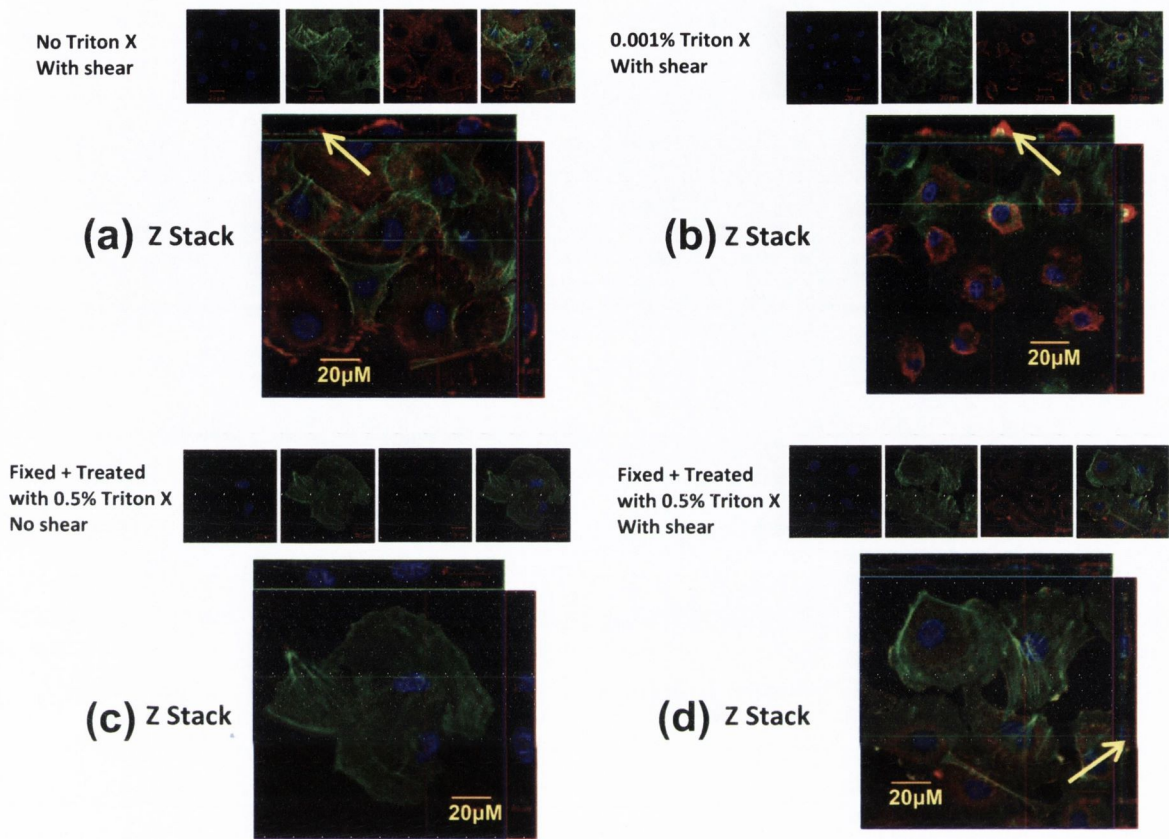 No Triton X
With shear
(a) Z Stack
20µM
0.001% Triton X
With shear
(b) Z Stack
20µM
Fixed + Treated
with 0.5% Triton X
No shear
(c) Z Stack
20µM
Fixed + Treated
with 0.5% Triton X
With shear
(d) Z Stack
20µM